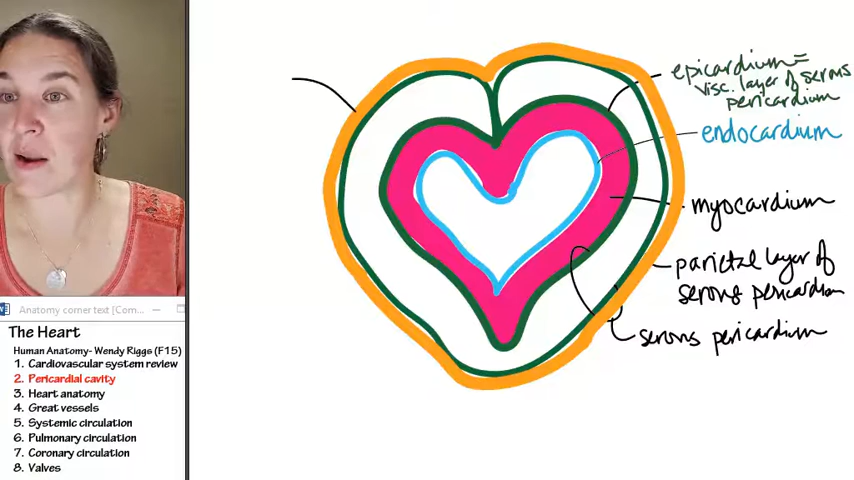 epicardium =
visc. layer of serous
pericardium
endocardium
myocardium
parietal layer of
serous pericardium
serous pericardium
Anatomy corner text [Com...
The Heart
Human Anatomy- Wendy Riggs (F15)
1. Cardiovascular system review
2. Pericardial cavity
3. Heart anatomy
4. Great vessels
5. Systemic circulation
6. Pulmonary circulation
7. Coronary circulation
8. Valves